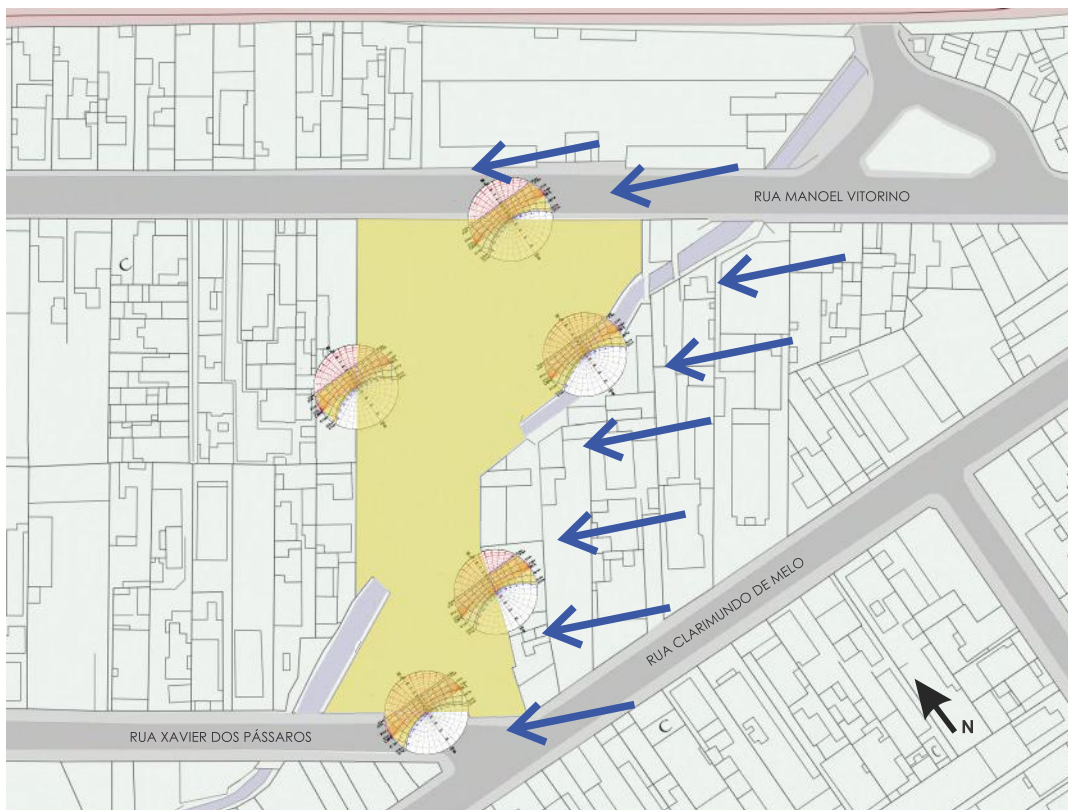 RUA MANOEL VITORINO
RUA CLARIMUNDO DE MELO
N
RUA XAVIER DOS PÁSSAROS